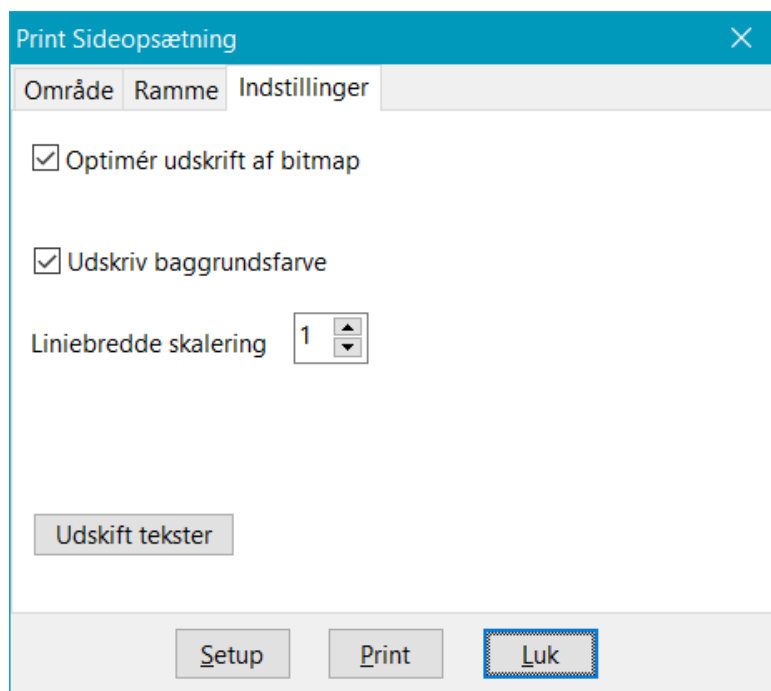 Print Sideopsætning
Område Ramme Indstillinger
Optimér udskrift af bitmap
Udskriv baggrundsfarve
Liniebredde skalering 1
Udskift tekster
Setup Print Luk